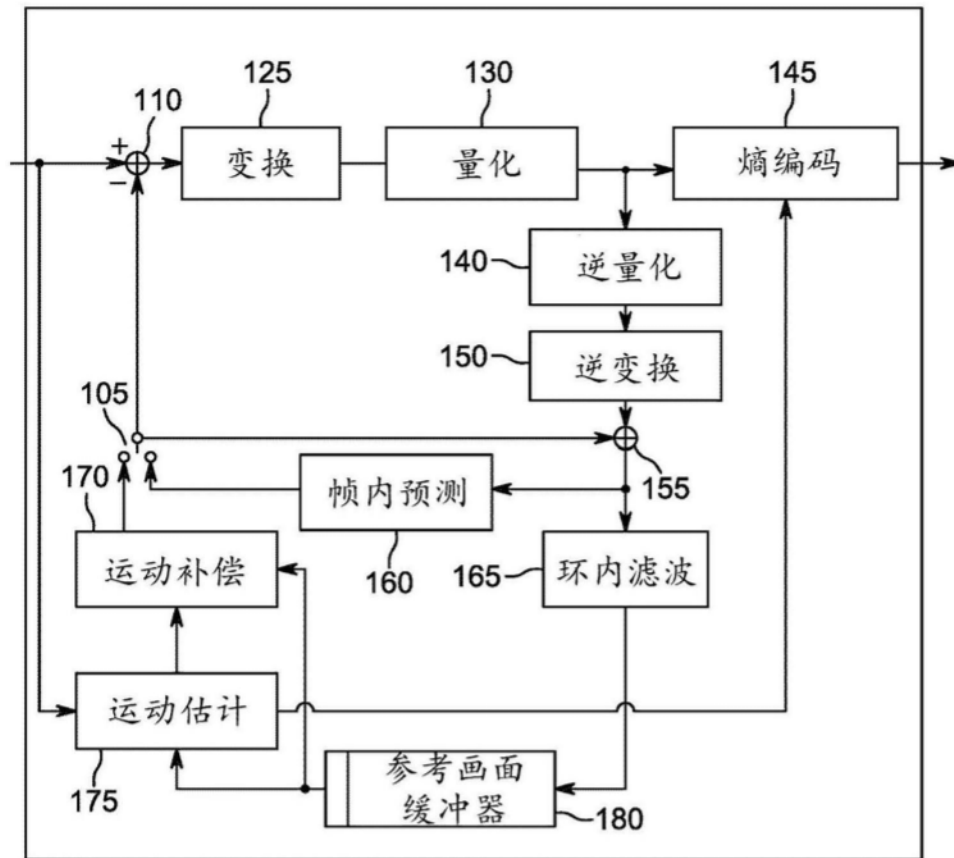 125
130
145
110
+
−
变换
量化
熵编码
140
逆量化
150
逆变换
105
155
170
帧内预测
160
165
环内滤波
运动补偿
运动估计
175
参考画面
缓冲器
180